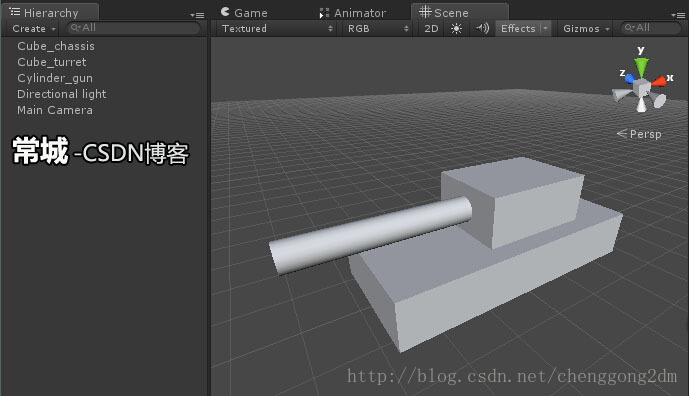 Hierarchy
Create All
Cube_chassis
Cube_turret
Cylinder_gun
Directional light
Main Camera
常城 -CSDN博客
Game Animator Scene
Textured RGB 2D Effects Gizmos All
y
z x
Persp
http://blog.csdn.net/chenggong2dm